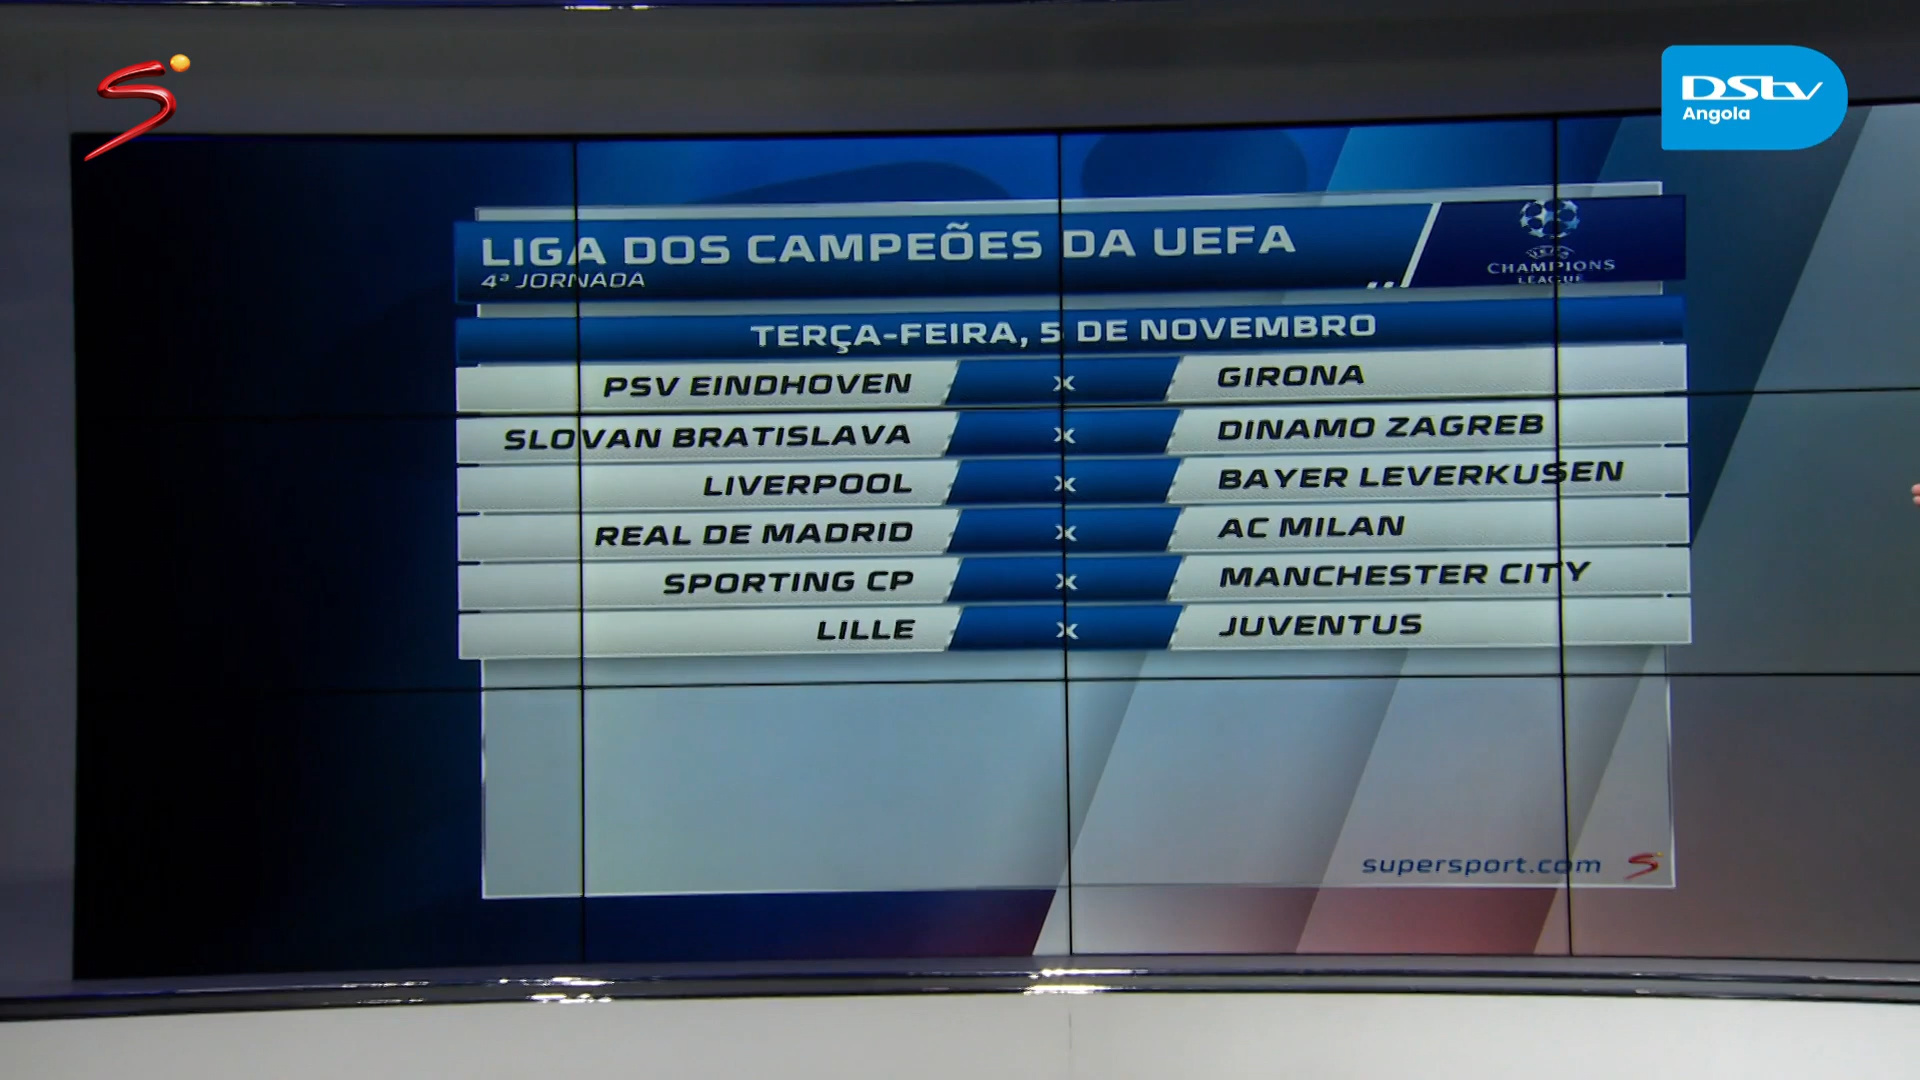 DStv
Angola
LIGA DOS CAMPEÕES DA UEFA
4ª JORNADA
CHAMPIONS
LEAGUE
TERÇA-FEIRA, 5 DE NOVEMBRO
PSV EINDHOVEN X GIRONA
SLOVAN BRATISLAVA X DINAMO ZAGREB
LIVERPOOL X BAYER LEVERKUSEN
REAL DE MADRID X AC MILAN
SPORTING CP X MANCHESTER CITY
LILLE X JUVENTUS
supersport.com